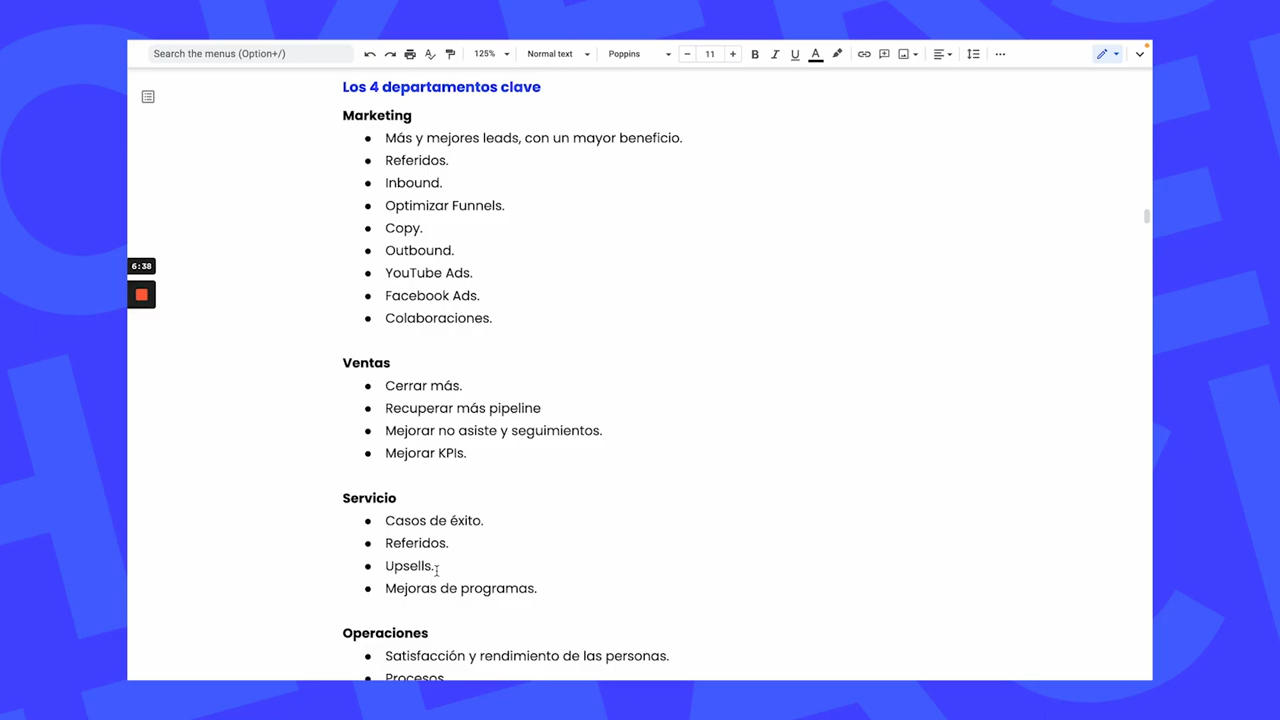 Search the menus (Option+/)
125%
Normal text
Poppins
11
B
I
U
A
Los 4 departamentos clave
Marketing
● Más y mejores leads, con un mayor beneficio.
● Referidos.
● Inbound.
● Optimizar Funnels.
● Copy.
● Outbound.
● YouTube Ads.
● Facebook Ads.
● Colaboraciones.
6:38
Ventas
● Cerrar más.
● Recuperar más pipeline
● Mejorar no asiste y seguimientos.
● Mejorar KPIs.
Servicio
● Casos de éxito.
● Referidos.
● Upsells.
● Mejoras de programas.
Operaciones
● Satisfacción y rendimiento de las personas.
● Procesos